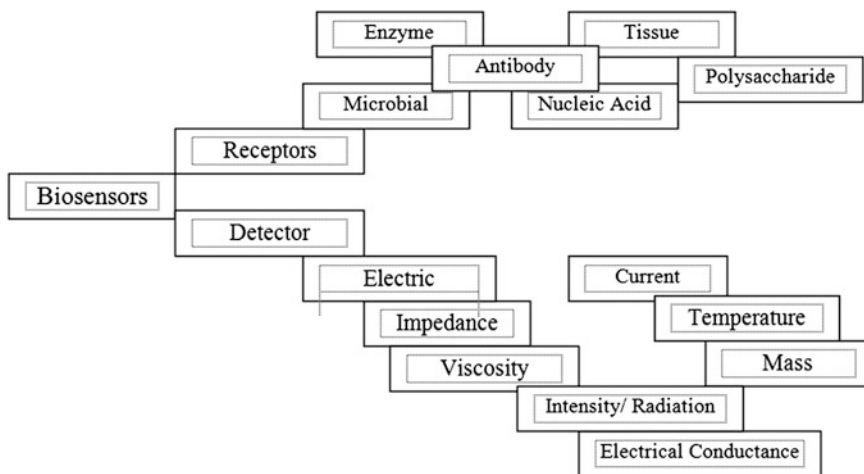 Enzyme
Tissue
Antibody
Polysaccharide
Microbial
Nucleic Acid
Receptors
Biosensors
Detector
Electric
Current
Impedance
Temperature
Viscosity
Mass
Intensity/ Radiation
Electrical Conductance